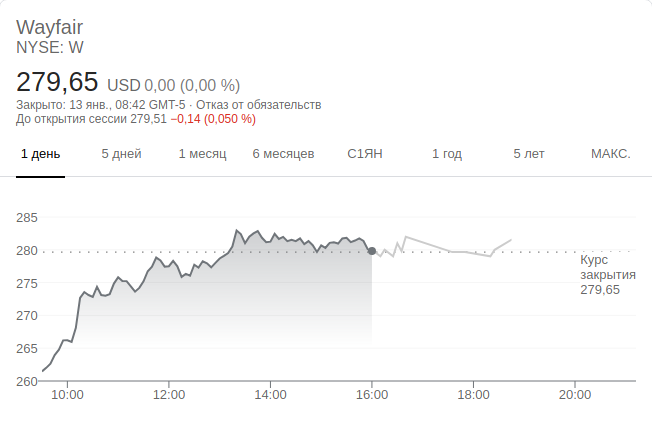 Wayfair
NYSE: W
279,65 USD 0,00 (0,00 %)
Закрыто: 13 янв., 08:42 GMT-5 · Отказ от обязательств
До открытия сессии 279,51 −0,14 (0,050 %)
1 день 5 дней 1 месяц 6 месяцев С1ЯН 1 год 5 лет МАКС.
285
280
Курс
закрытия
275
279,65
270
265
260
10:00 12:00 14:00 16:00 18:00 20:00